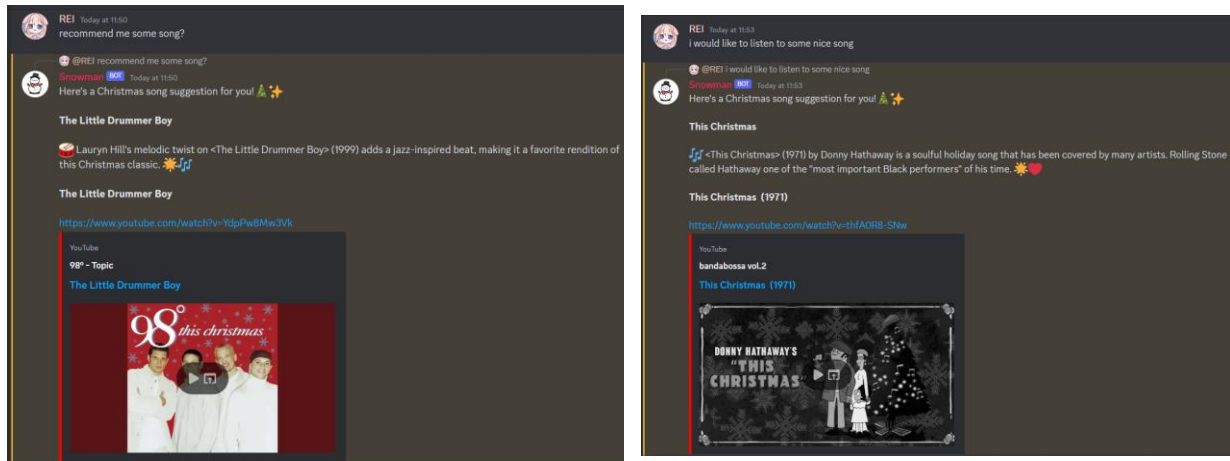 REI Today at 11:50
recommend me some song?
@REI recommend me some song?
Snowman BOT Today at 11:50
Here's a Christmas song suggestion for you! 🎄✨
The Little Drummer Boy
🥁Lauryn Hill's melodic twist on <The Little Drummer Boy> (1999) adds a jazz-inspired beat, making it a favorite rendition of
this Christmas classic. 🌟🎶
The Little Drummer Boy
https://www.youtube.com/watch?v=YdpPw8Mw3Vk
YouTube
98º - Topic
The Little Drummer Boy
98º this christmas
REI Today at 11:53
i would like to listen to some nice song
@REI i would like to listen to some nice song
Snowman BOT Today at 11:53
Here's a Christmas song suggestion for you! 🎄✨
This Christmas
🎶<This Christmas> (1971) by Donny Hathaway is a soulful holiday song that has been covered by many artists. Rolling Stone
called Hathaway one of the "most important Black performers" of his time. 🌟❤️
This Christmas (1971)
https://www.youtube.com/watch?v=thfA0R8-SNw
YouTube
bandabossa vol.2
This Christmas (1971)
DONNY HATHAWAY'S
"THIS
CHRISTMAS"